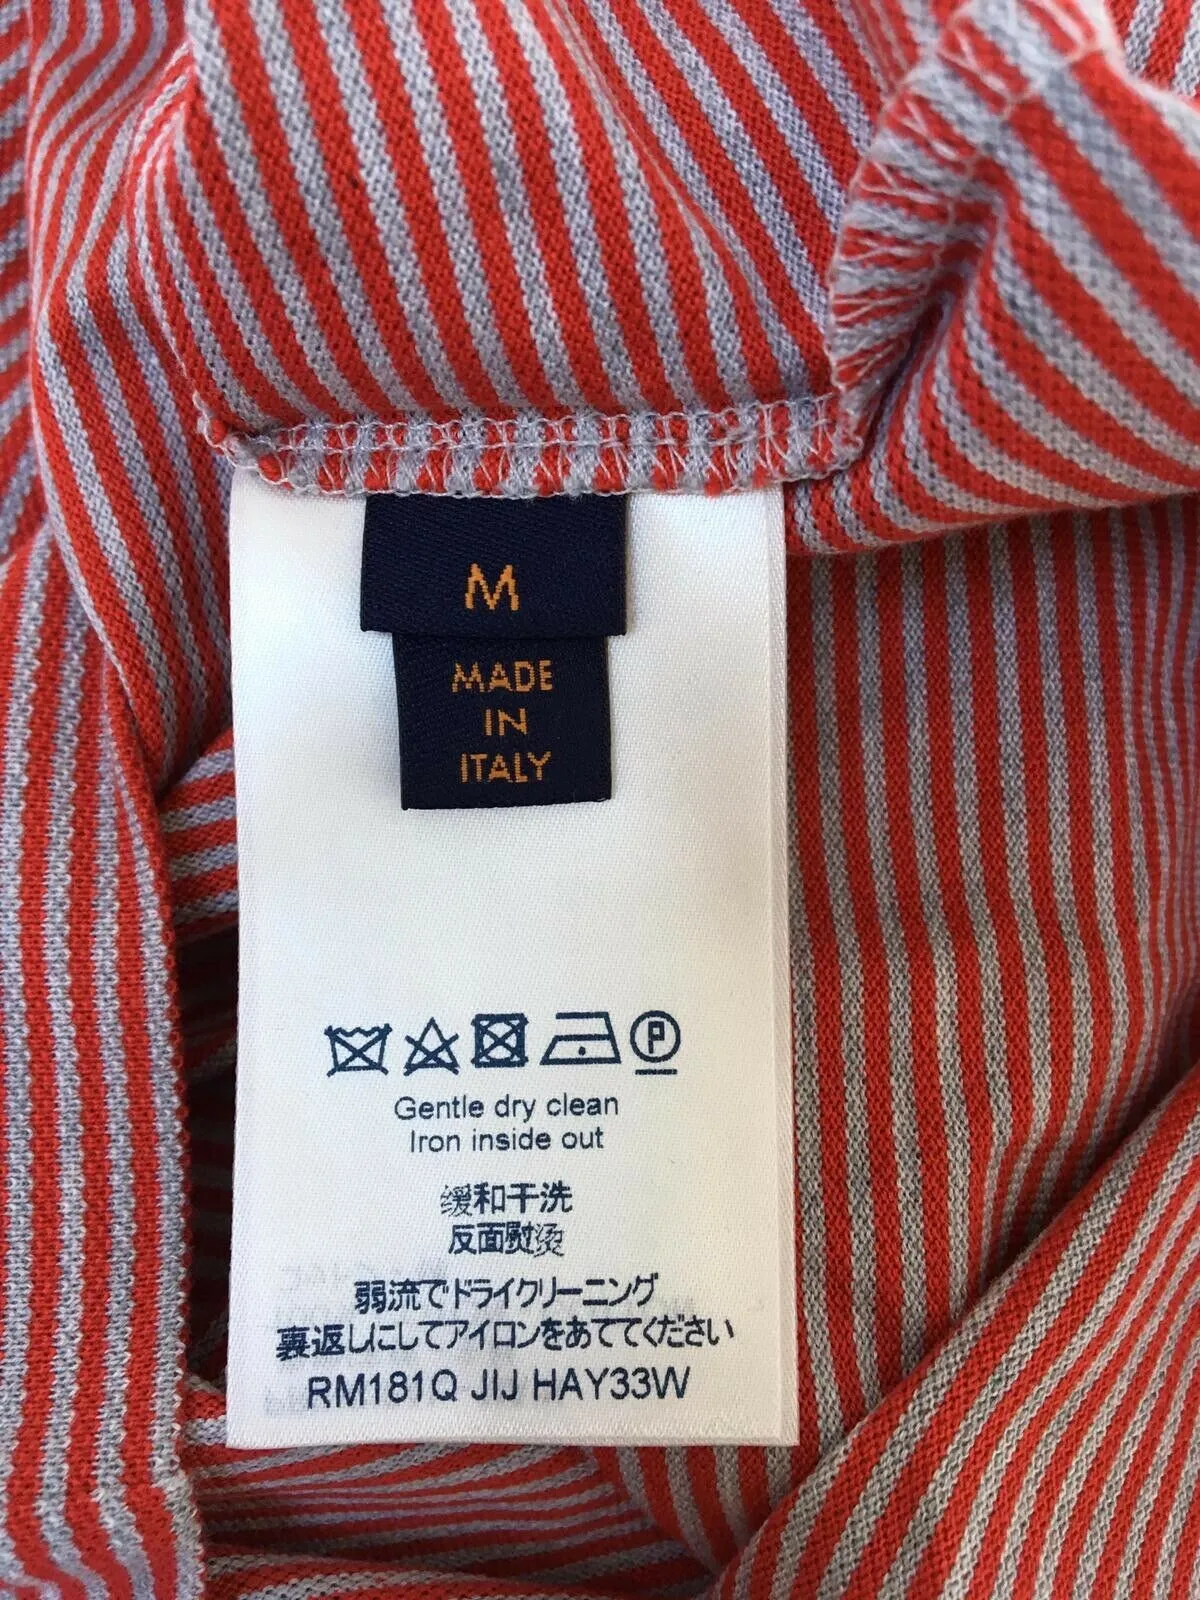 M
MADE
IN
ITALY
P
Gentle dry clean
Iron inside out
缓和干洗
反面熨烫
弱流でドライクリーニング
裏返しにしてアイロンをあててください
RM181Q JIJ HAY33W